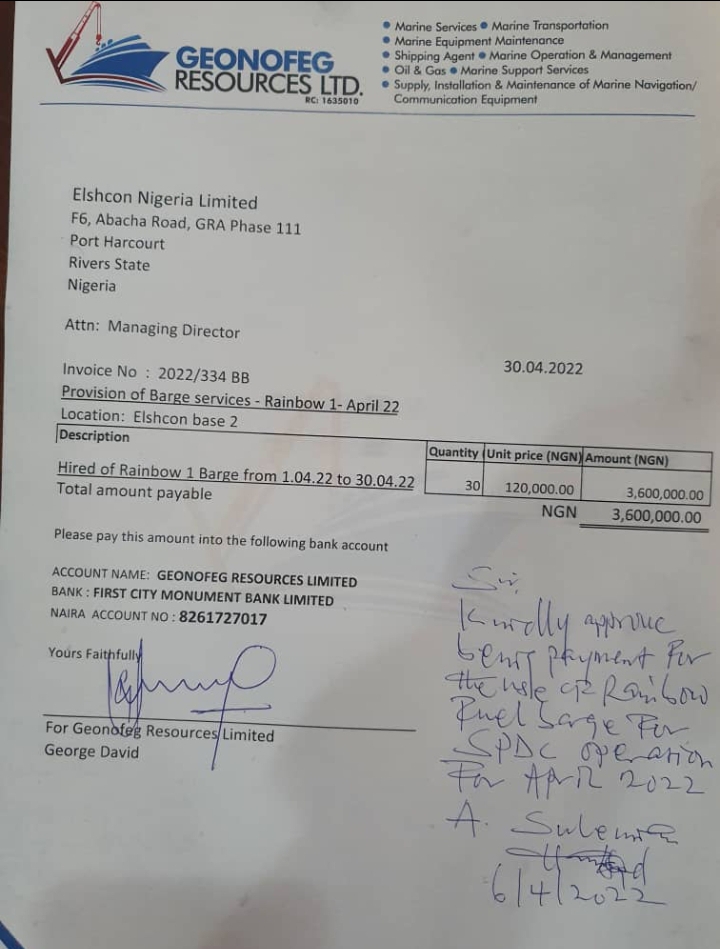 GEONOFEG
RESOURCES LTD.
RC: 1635010
• Marine Services • Marine Transportation
• Marine Equipment Maintenance
• Shipping Agent • Marine Operation & Management
• Oil & Gas • Marine Support Services
• Supply, Installation & Maintenance of Marine Navigation/
Communication Equipment
Elshcon Nigeria Limited
F6, Abacha Road, GRA Phase 111
Port Harcourt
Rivers State
Nigeria
Attn: Managing Director
30.04.2022
Invoice No : 2022/334 BB
Provision of Barge services - Rainbow 1- April 22
Location: Elshcon base 2
Description Quantity Unit price (NGN) Amount (NGN)
Hired of Rainbow 1 Barge from 1.04.22 to 30.04.22 30 120,000.00 3,600,000.00
Total amount payable NGN 3,600,000.00
Please pay this amount into the following bank account
ACCOUNT NAME: GEONOFEG RESOURCES LIMITED
BANK : FIRST CITY MONUMENT BANK LIMITED
NAIRA ACCOUNT NO : 8261727017
Yours Faithfully
For Geonofeg Resources Limited
George David
Sir,
Kindly approve
being payment For
the use of Rainbow
Fuel barge For
SPDC operation
For April 2022
A. Suleman
6/4/2022